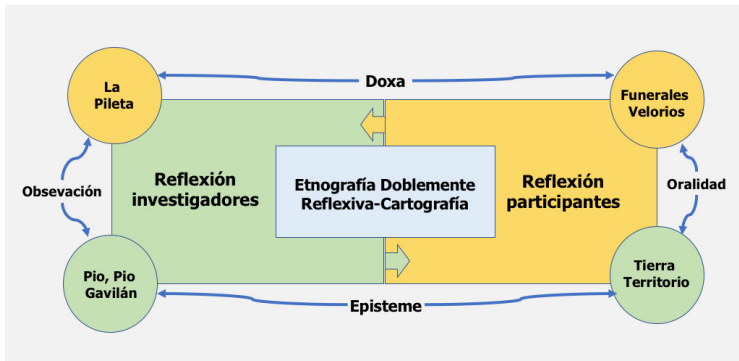 La
Pileta
Doxa
Funerales
Velorios
Obsevación
Reflexión
investigadores
Etnografía Doblemente
Reflexiva-Cartografía
Reflexión
participantes
Oralidad
Pio, Pio
Gavilán
Episteme
Tierra
Territorio